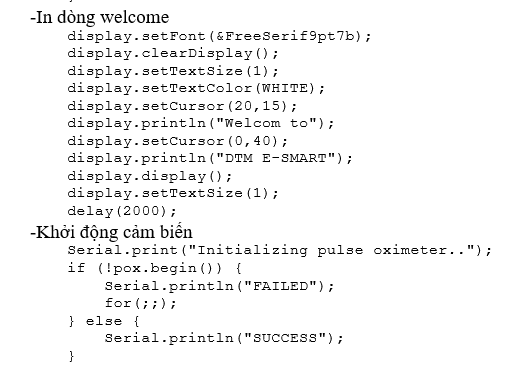 -In dòng welcome
display.setFont(&FreeSerif9pt7b);
display.clearDisplay();
display.setTextSize(1);
display.setTextColor(WHITE);
display.setCursor(20,15);
display.println("Welcom to");
display.setCursor(0,40);
display.println("DTM E-SMART");
display.display();
display.setTextSize(1);
delay(2000);
-Khởi động cảm biến
Serial.print("Initializing pulse oximeter..");
if (!pox.begin()) {
Serial.println("FAILED");
for(;;);
} else {
Serial.println("SUCCESS");
}